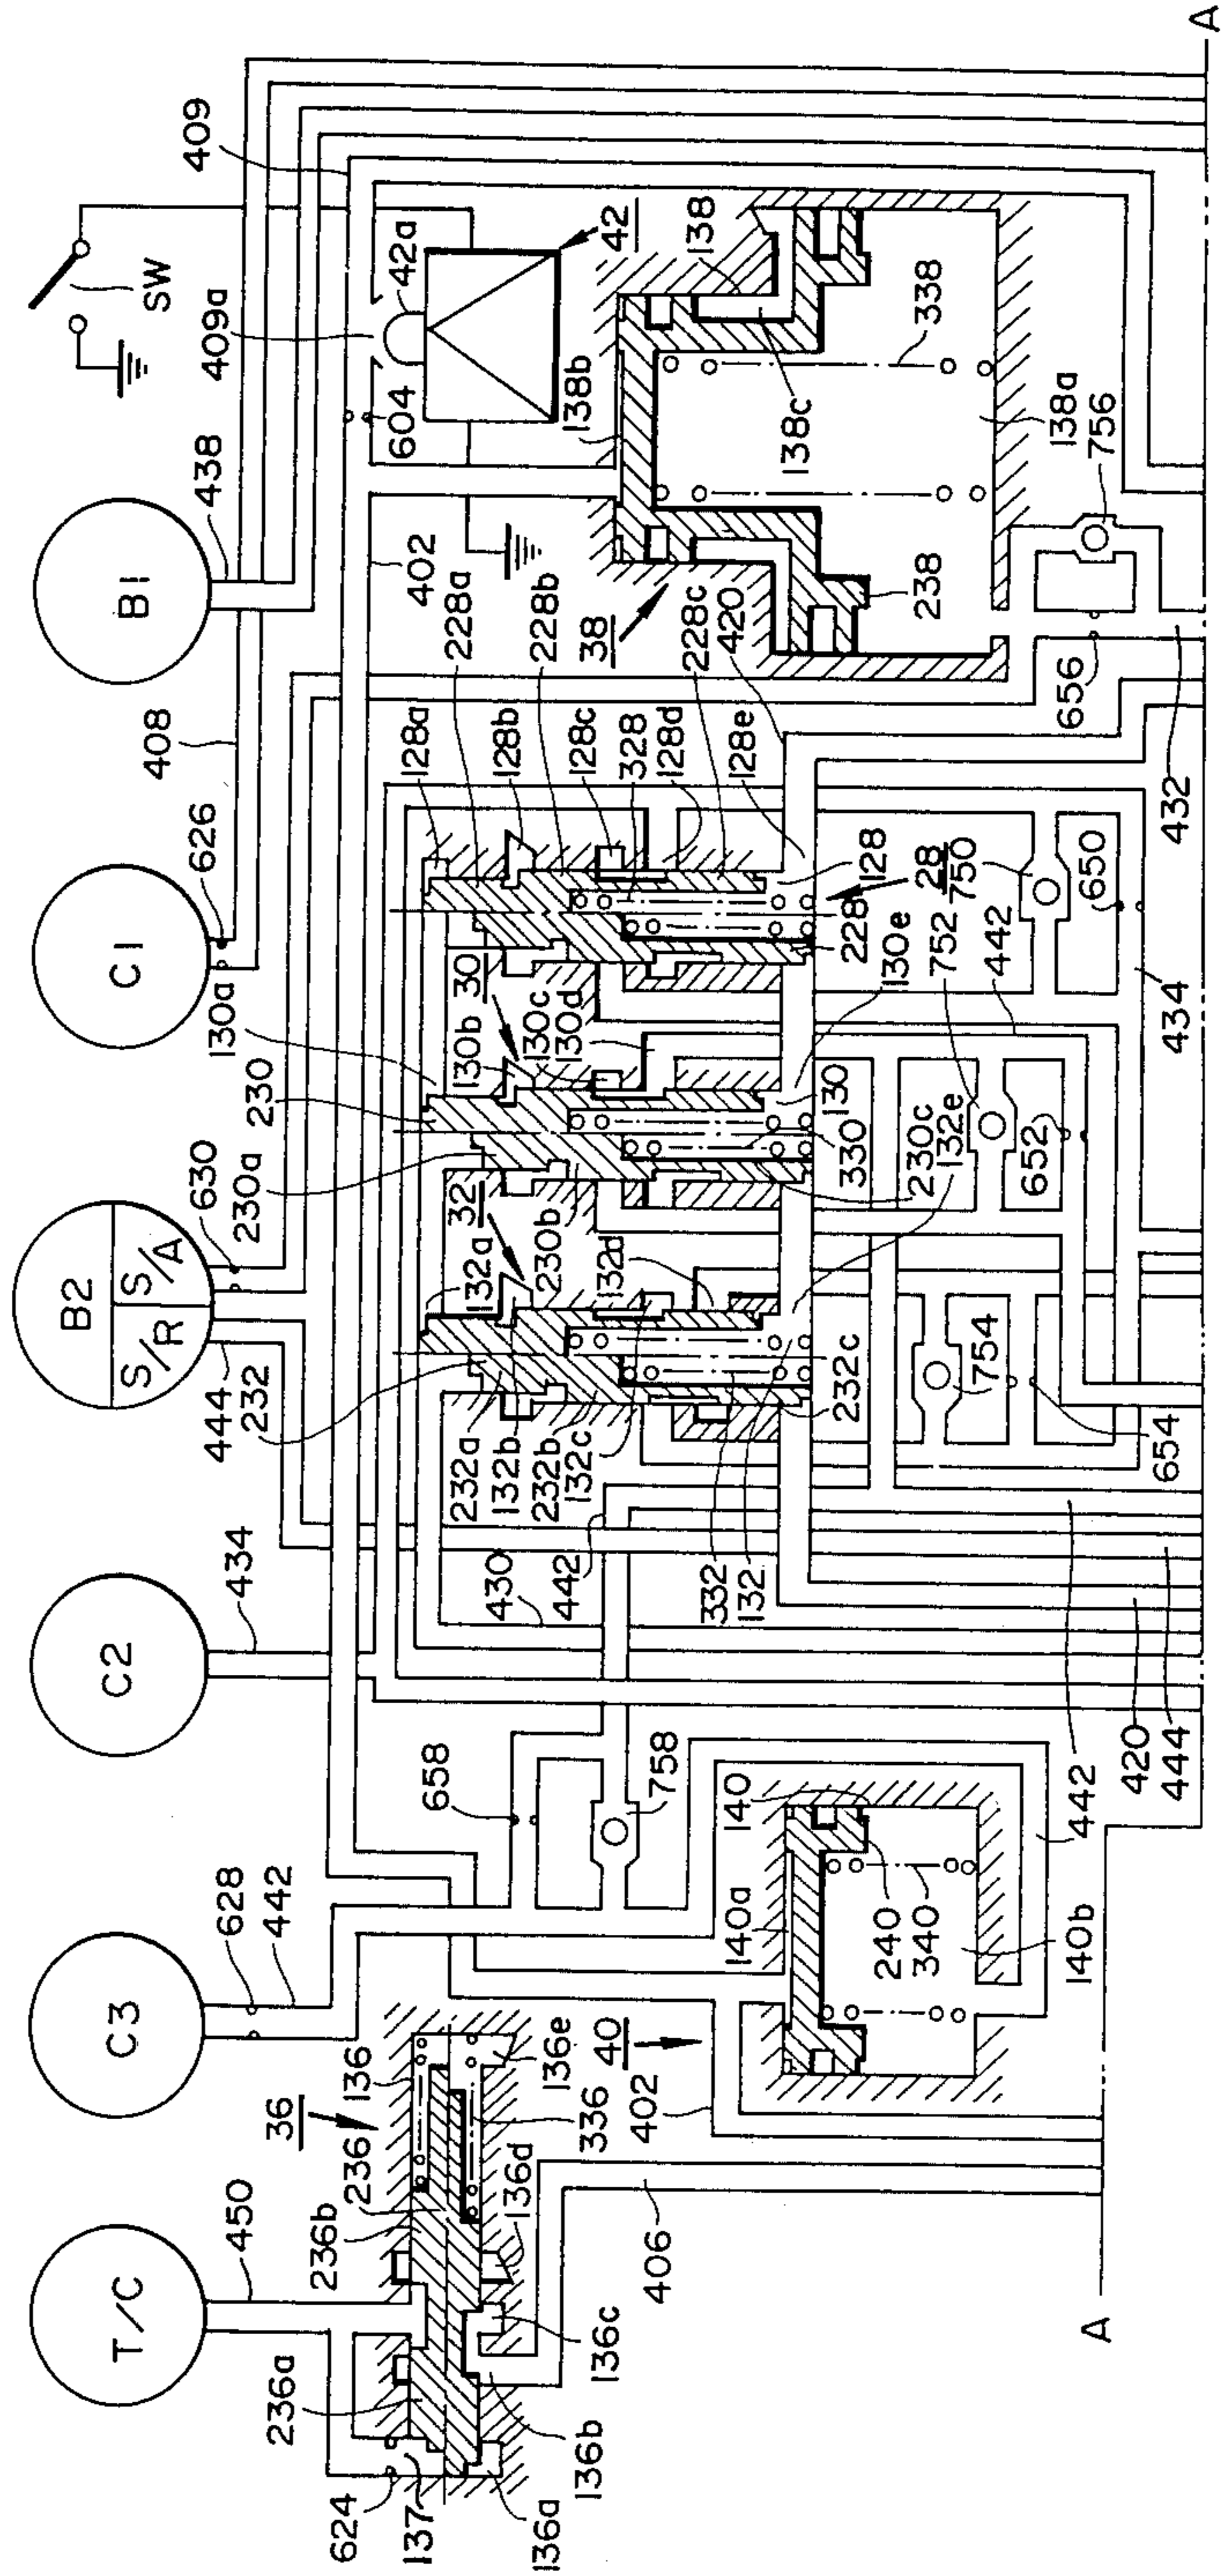 T/C
C3
C2
B2
S/R
S/A
C1
B1
SW
450
628
442
434
444
630
626
408
438
409a
409
42a
42
604
402
36
136
236
236b
236a
624
137
136a
136b
136c
136d
136e
336
406
40
402
658
758
140a
140
240
340
140b
442
420
444
442
430
442
232
232a
132b
232b
132c
332
132
232c
132d
132a
32
230b
230a
230
130a
130b
30
130c
130d
130e
330
130
230c
132e
128a
228a
128b
228b
128c
328
128d
228c
128e
420
128
28
228
750
752
442
650
652
434
754
654
38
138b
138
138c
338
138a
238
756
656
432
A
A